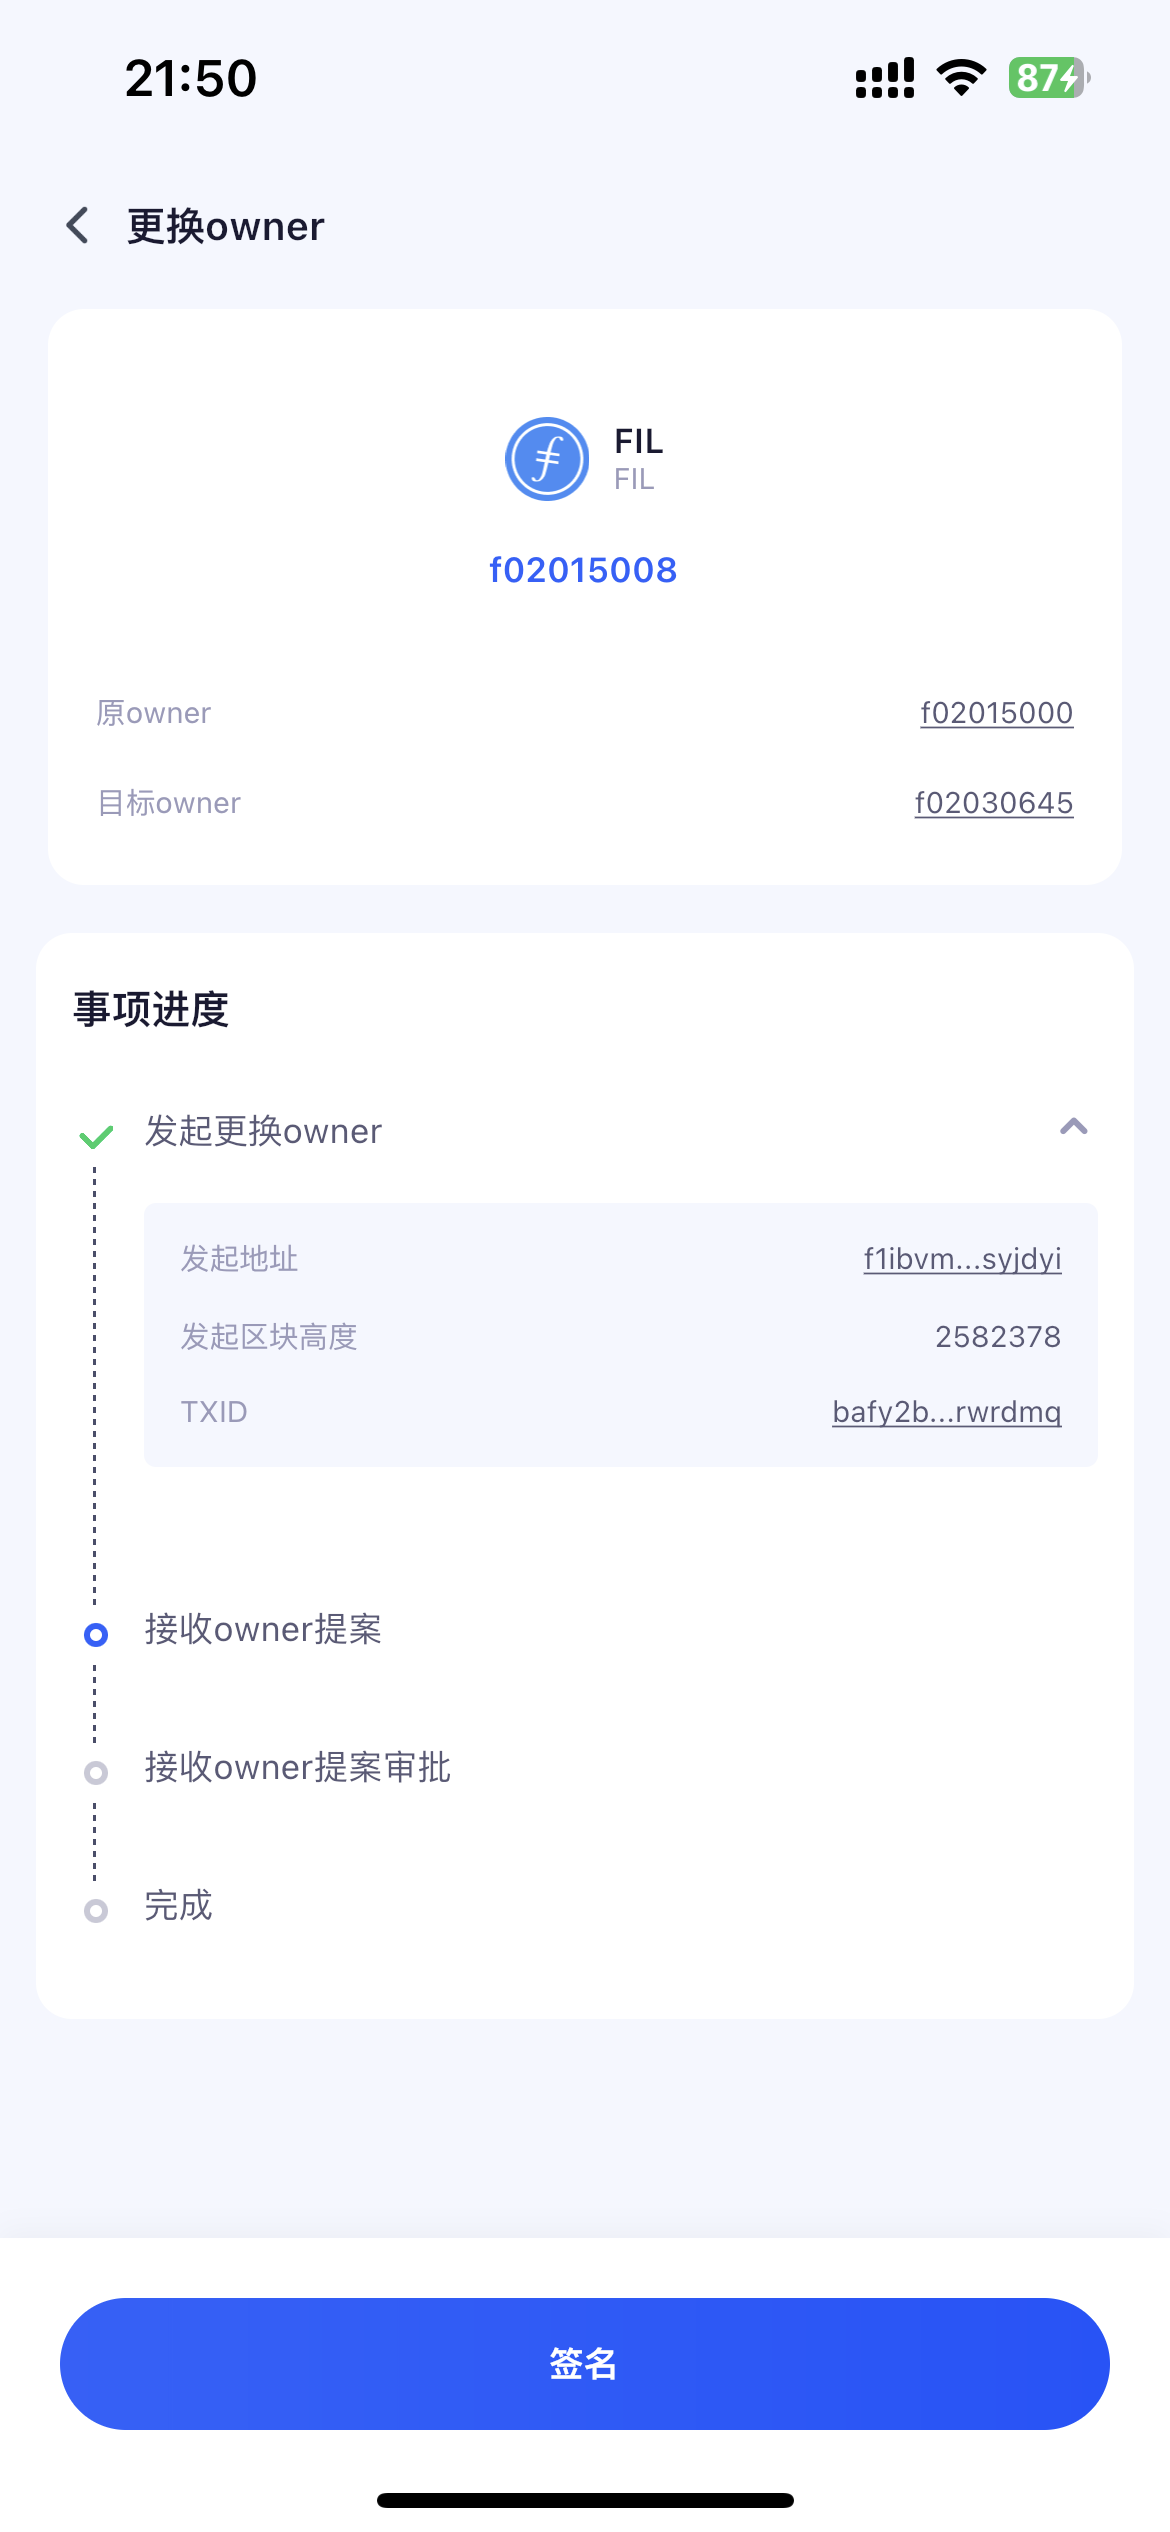 21:50
87
更换owner
FIL
FIL
f02015008
原owner f02015000
目标owner f02030645
事项进度
发起更换owner
发起地址 f1ibvm...syjdyi
发起区块高度 2582378
TXID bafy2b...rwrdmq
接收owner提案
接收owner提案审批
完成
签名